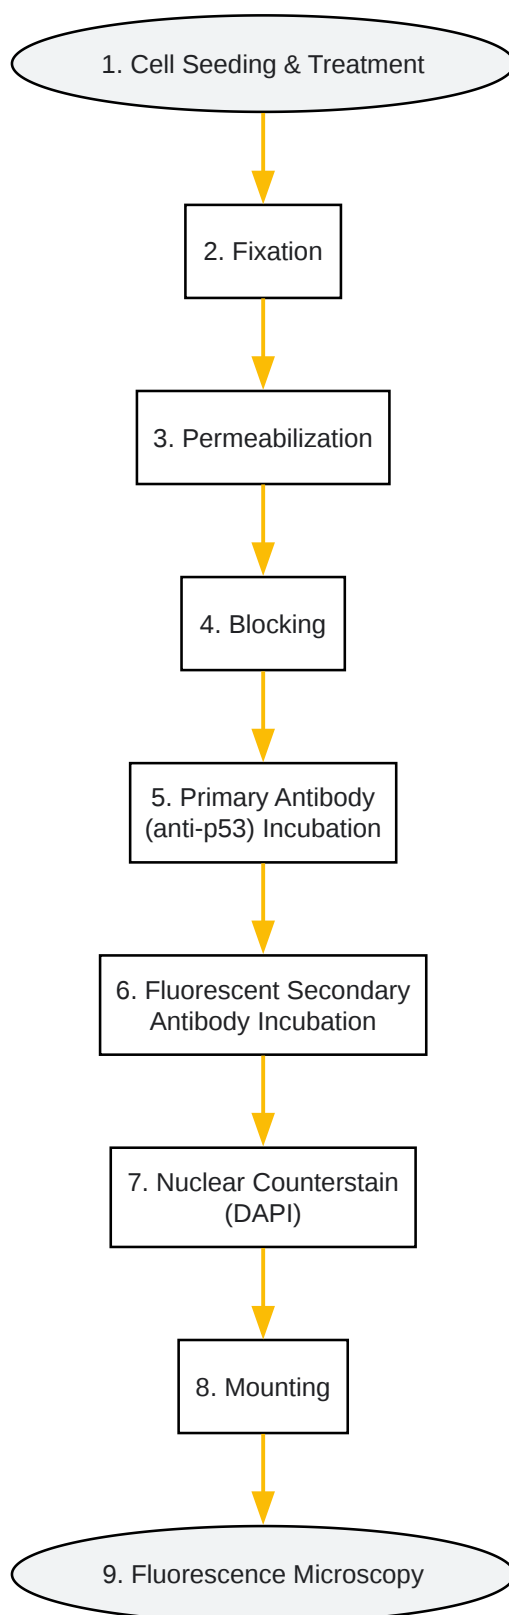 1. Cell Seeding & Treatment
2. Fixation
3. Permeabilization
4. Blocking
5. Primary Antibody
(anti-p53) Incubation
6. Fluorescent Secondary
Antibody Incubation
7. Nuclear Counterstain
(DAPI)
8. Mounting
9. Fluorescence Microscopy